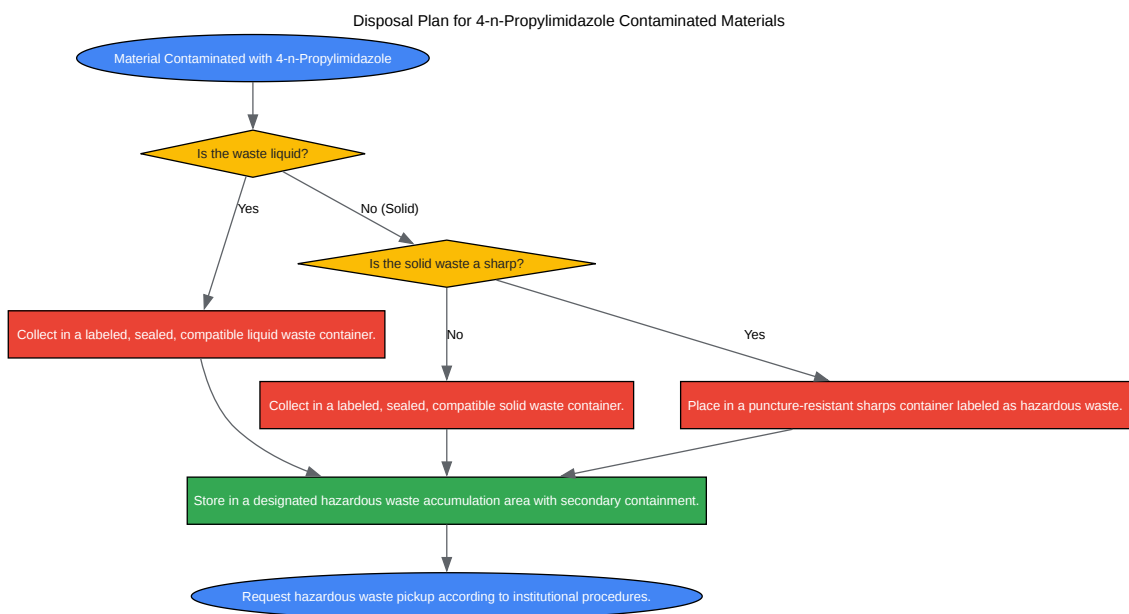 Disposal Plan for 4-n-Propylimidazole Contaminated Materials
Material Contaminated with 4-n-Propylimidazole
Is the waste liquid?
Yes
No (Solid)
Is the solid waste a sharp?
Collect in a labeled, sealed, compatible liquid waste container.
No
Yes
Collect in a labeled, sealed, compatible solid waste container.
Place in a puncture-resistant sharps container labeled as hazardous waste.
Store in a designated hazardous waste accumulation area with secondary containment.
Request hazardous waste pickup according to institutional procedures.